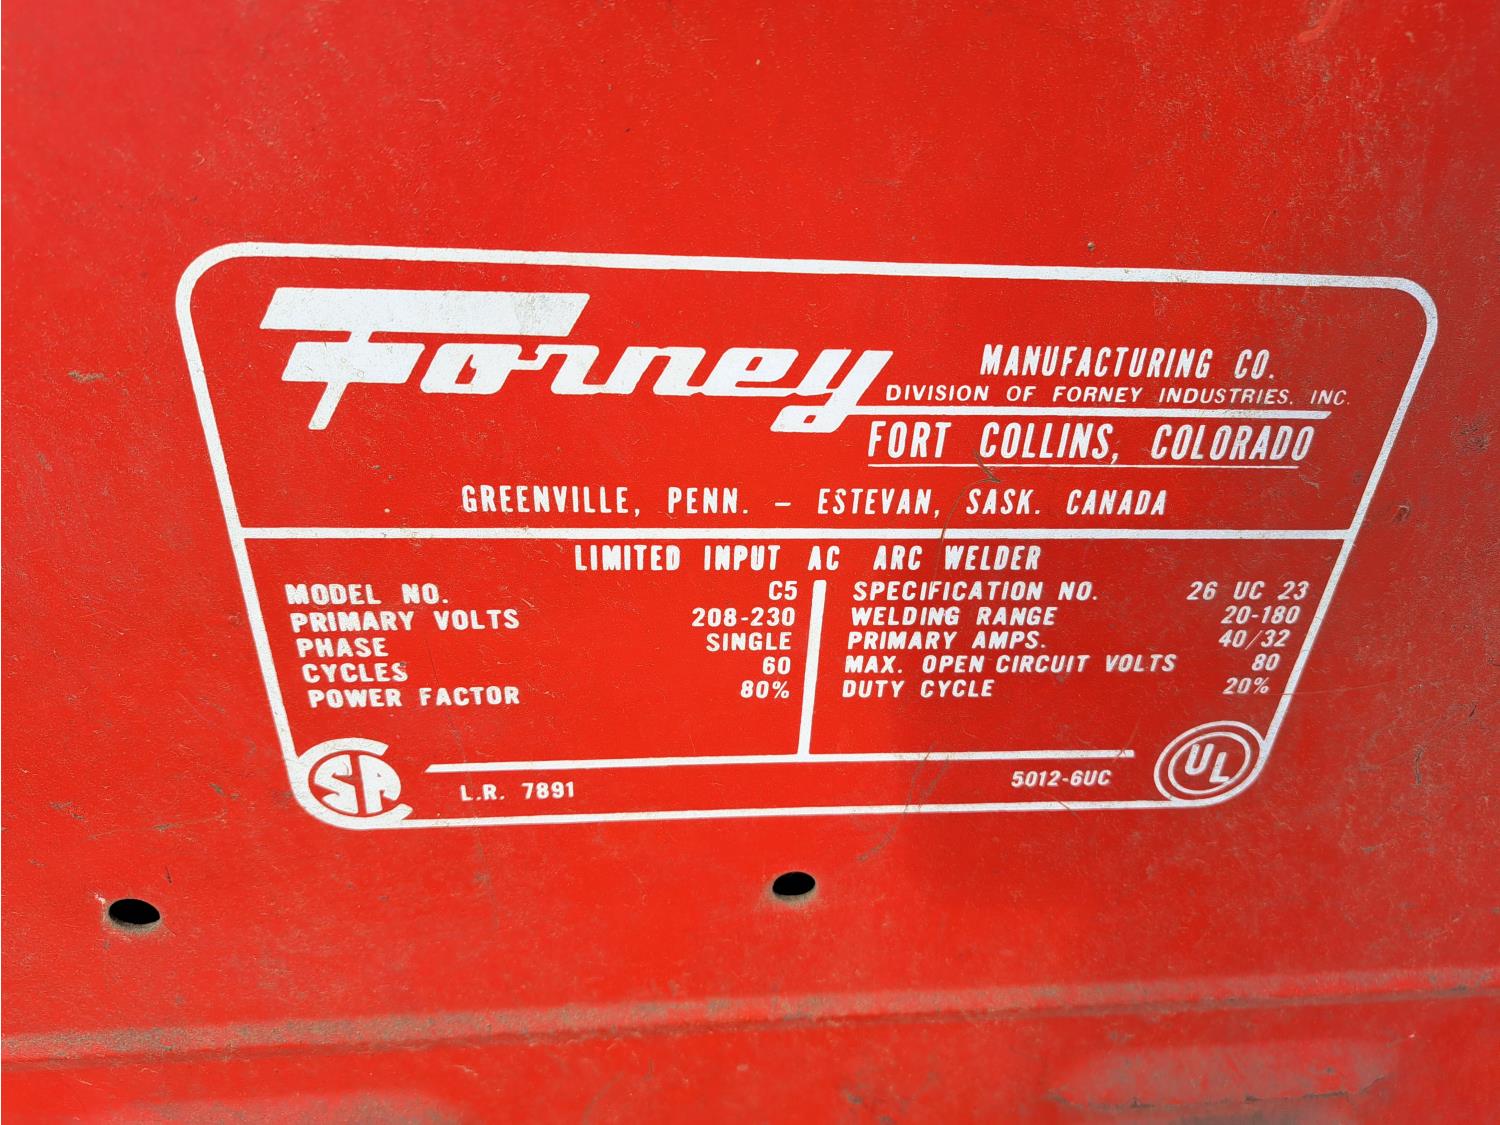 Forney MANUFACTURING CO.
DIVISION OF FORNEY INDUSTRIES, INC.
FORT COLLINS, COLORADO
GREENVILLE, PENN. - ESTEVAN, SASK. CANADA
LIMITED INPUT AC ARC WELDER
MODEL NO. C5
PRIMARY VOLTS 208-230
PHASE SINGLE
CYCLES 60
POWER FACTOR 80%
SPECIFICATION NO. 26 UC 23
WELDING RANGE 20-180
PRIMARY AMPS. 40/32
MAX. OPEN CIRCUIT VOLTS 80
DUTY CYCLE 20%
SA
L.R. 7891
5012-6UC
UL